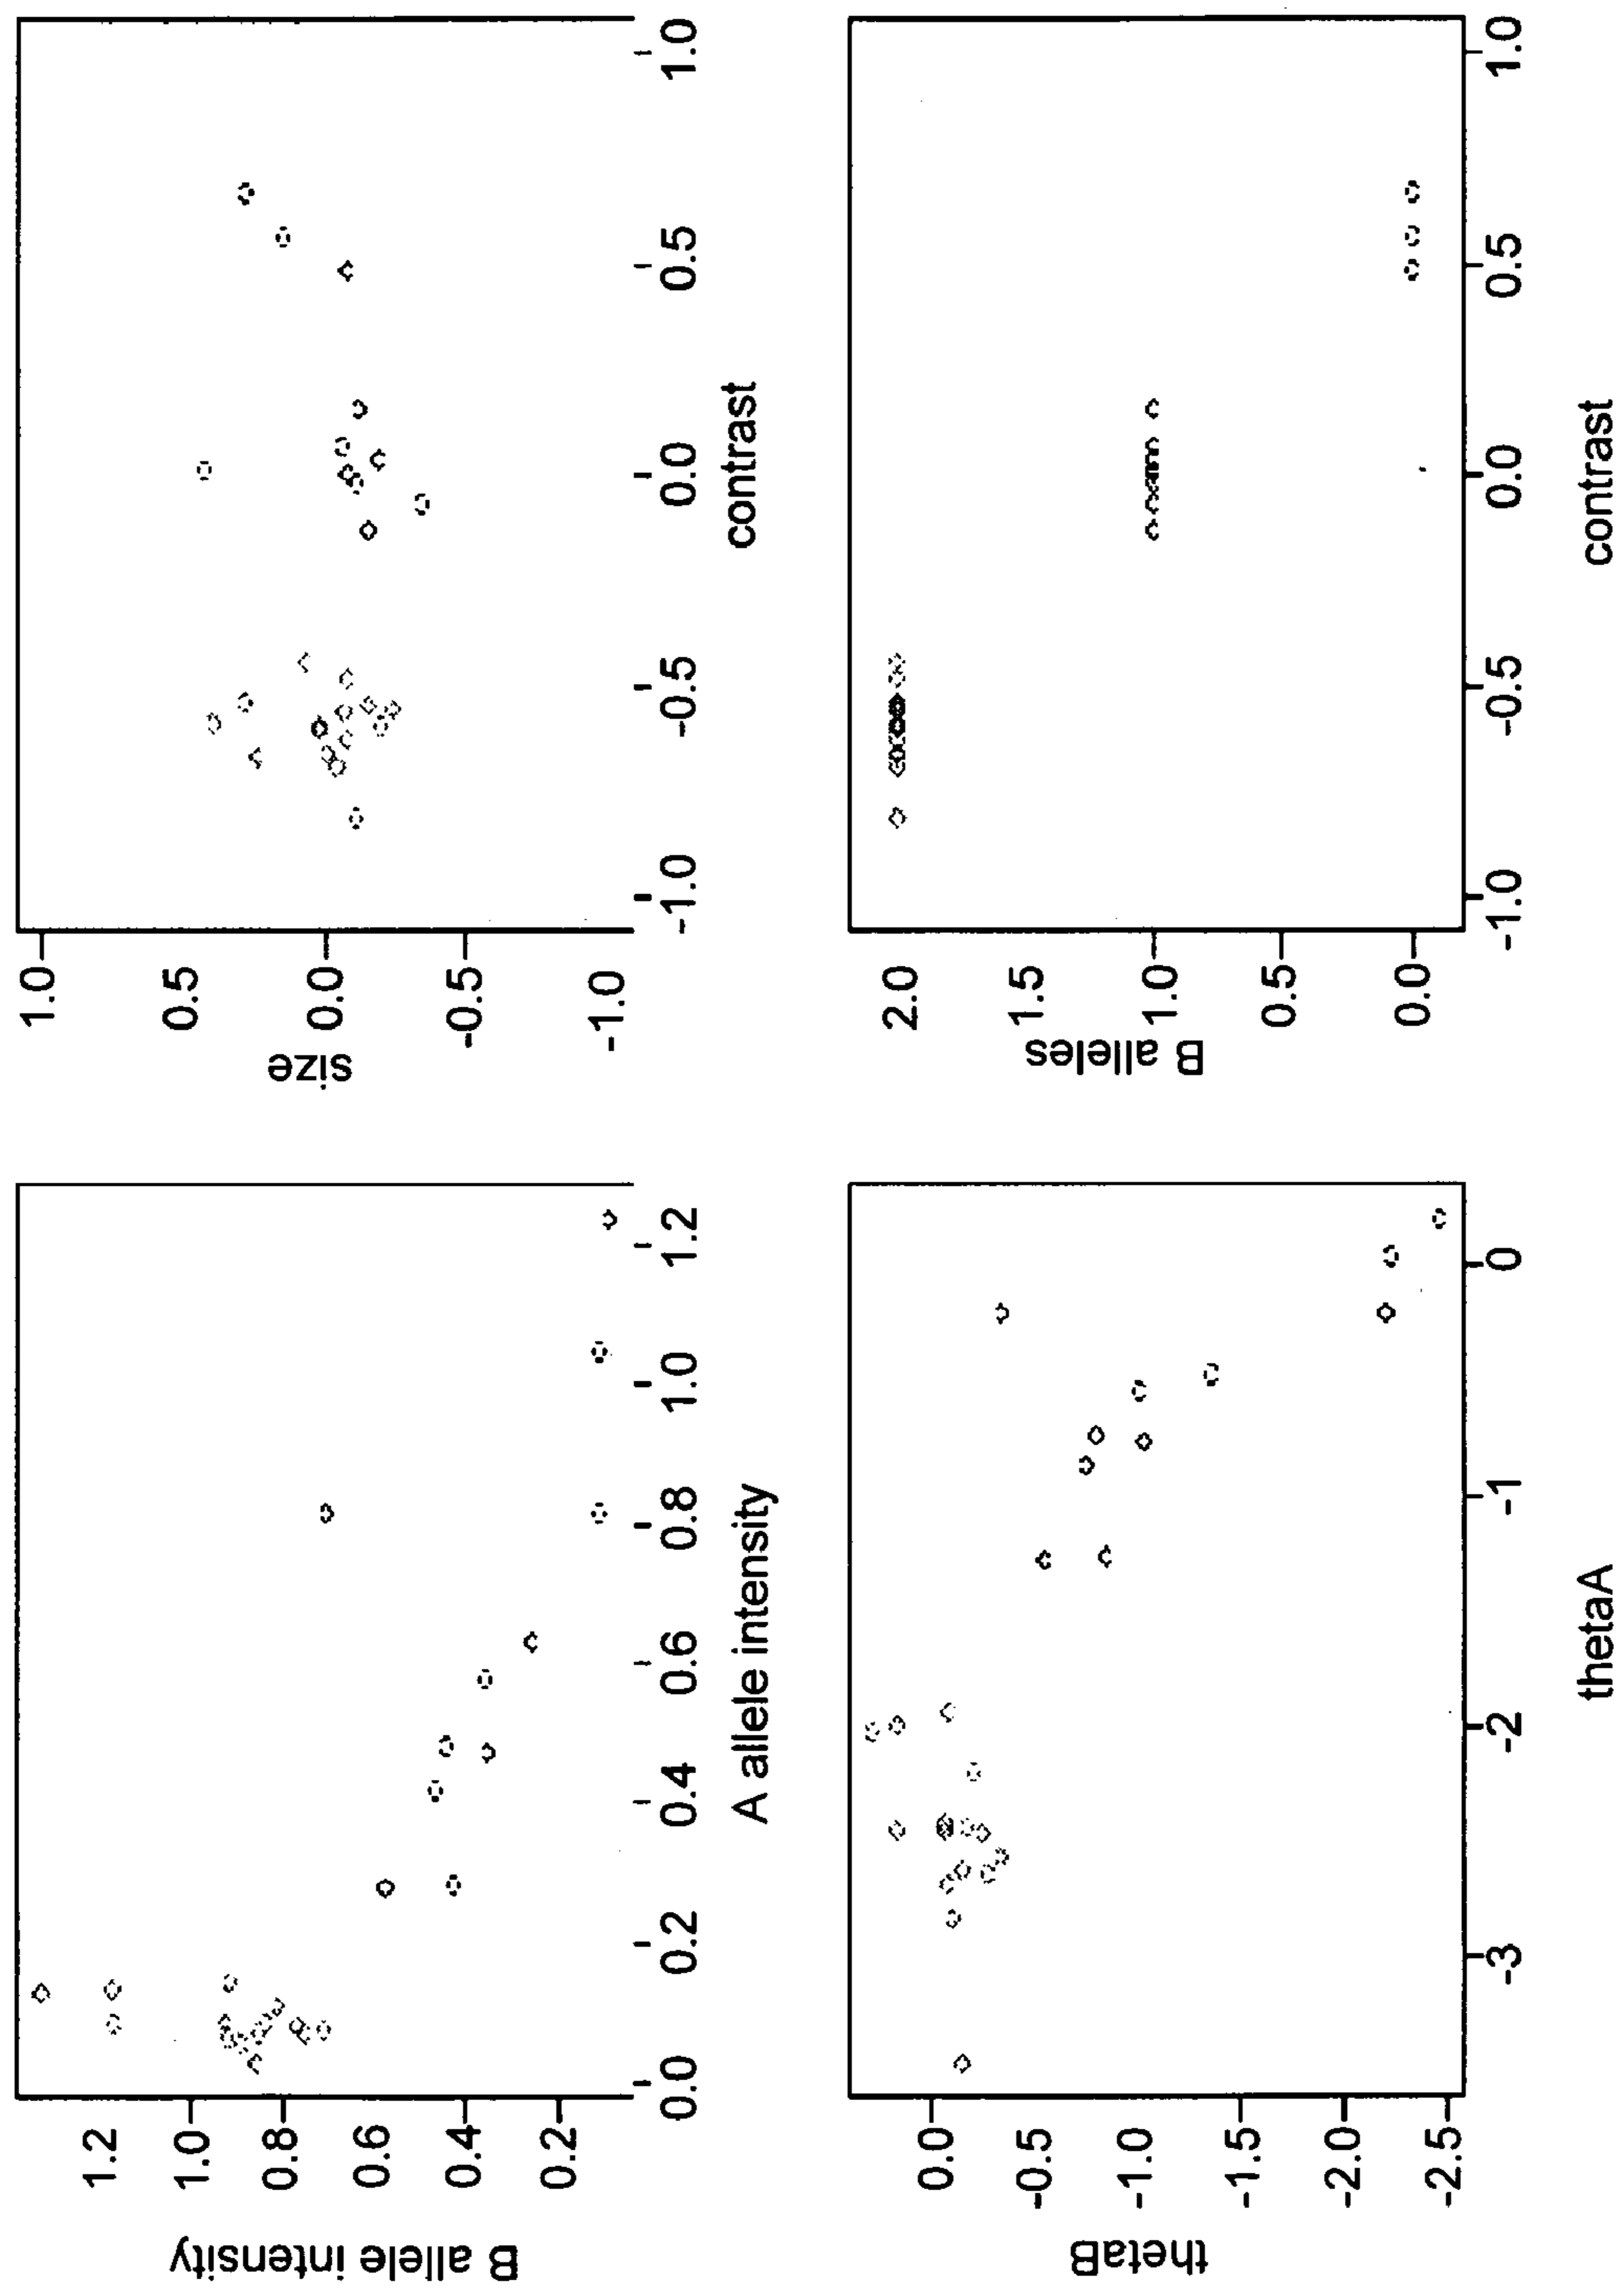 B allele intensity
1.2
1.0
0.8
0.6
0.4
0.2
0.0 0.2 0.4 0.6 0.8 1.0 1.2
A allele intensity
size
1.0
0.5
0.0
-0.5
-1.0
-1.0 -0.5 0.0 0.5 1.0
contrast
thetaB
0.0
-0.5
-1.0
-1.5
-2.0
-2.5
-3 -2 -1 0
thetaA
B alleles
2.0
1.5
1.0
0.5
0.0
-1.0 -0.5 0.0 0.5 1.0
contrast